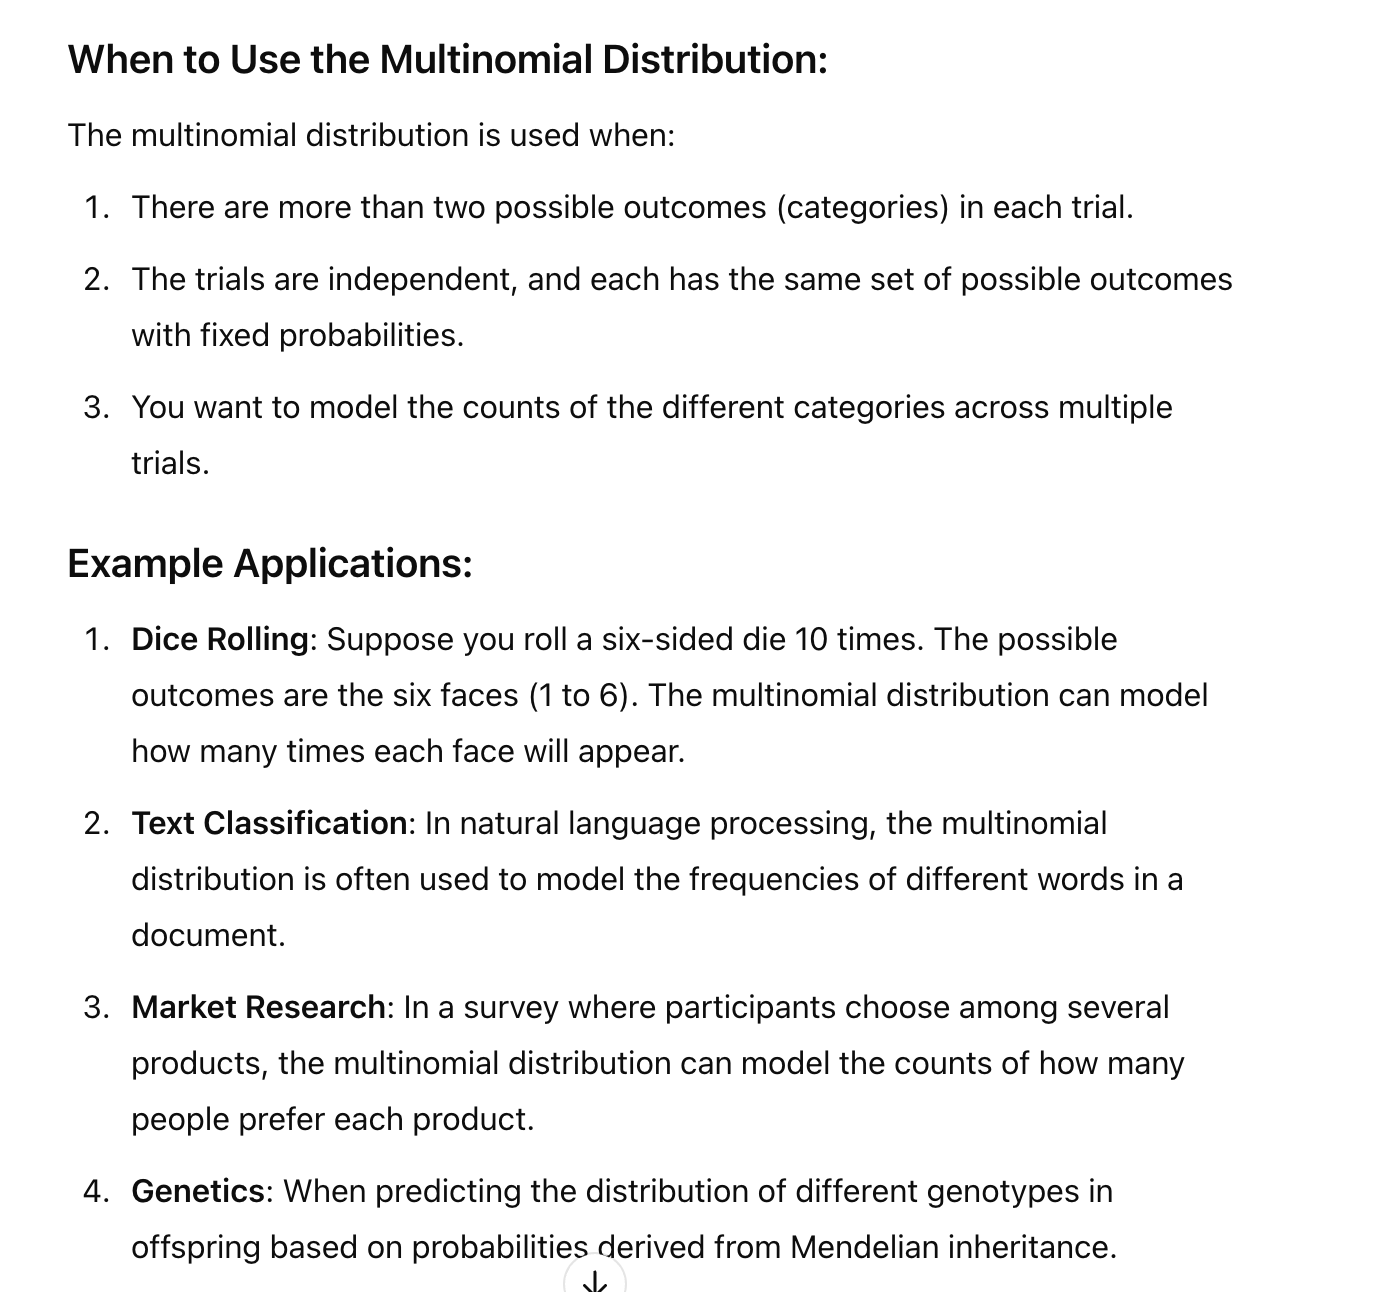 When to Use the Multinomial Distribution:
The multinomial distribution is used when:
1. There are more than two possible outcomes (categories) in each trial.
2. The trials are independent, and each has the same set of possible outcomes
with fixed probabilities.
3. You want to model the counts of the different categories across multiple
trials.
Example Applications:
1. Dice Rolling: Suppose you roll a six-sided die 10 times. The possible
outcomes are the six faces (1 to 6). The multinomial distribution can model
how many times each face will appear.
2. Text Classification: In natural language processing, the multinomial
distribution is often used to model the frequencies of different words in a
document.
3. Market Research: In a survey where participants choose among several
products, the multinomial distribution can model the counts of how many
people prefer each product.
4. Genetics: When predicting the distribution of different genotypes in
offspring based on probabilities derived from Mendelian inheritance.